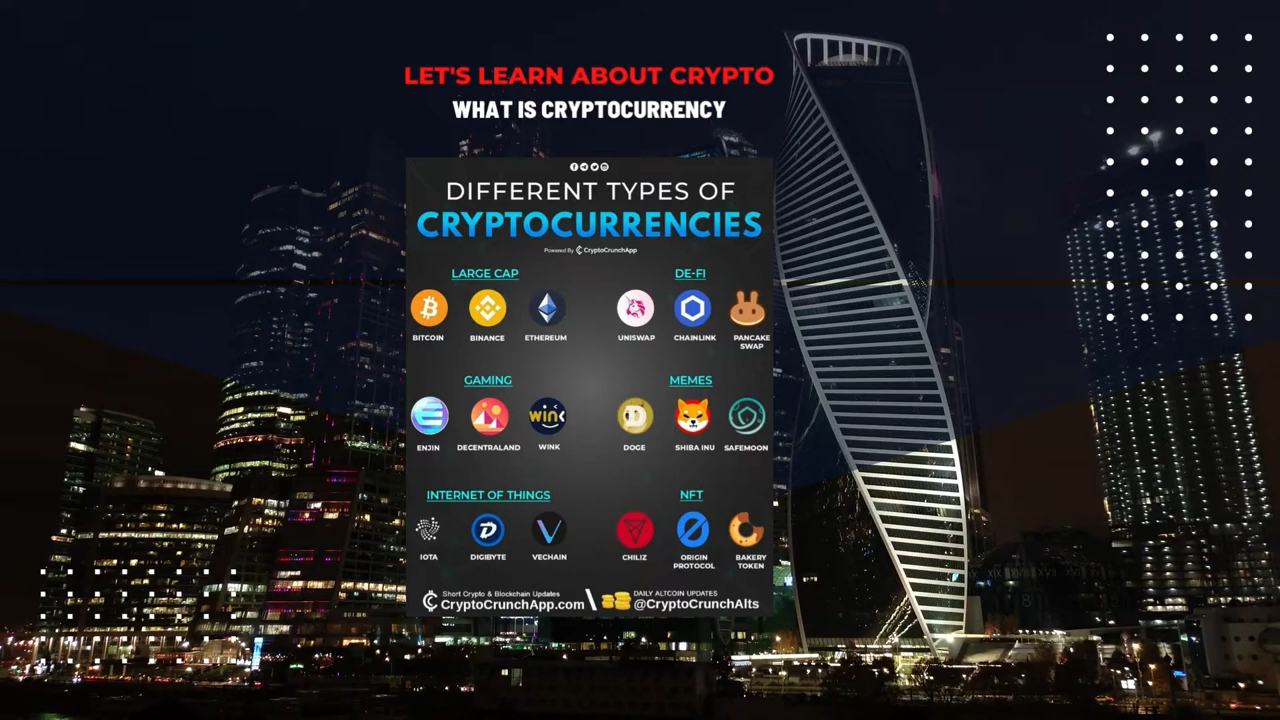 LET'S LEARN ABOUT CRYPTO
WHAT IS CRYPTOCURRENCY
DIFFERENT TYPES OF
CRYPTOCURRENCIES
Powered By CryptoCrunchApp
LARGE CAP
BITCOIN BINANCE ETHEREUM
DE-FI
UNISWAP CHAINLINK PANCAKE
SWAP
GAMING
WINK
ENJIN DECENTRALAND WINK
MEMES
DOGE SHIBA INU SAFEMOON
INTERNET OF THINGS
IOTA DIGIBYTE VECHAIN
NFT
CHILIZ ORIGIN BAKERY
PROTOCOL TOKEN
Short Crypto & Blockchain Updates
CryptoCrunchApp.com
DAILY ALTCOIN UPDATES
@CryptoCrunchAlts